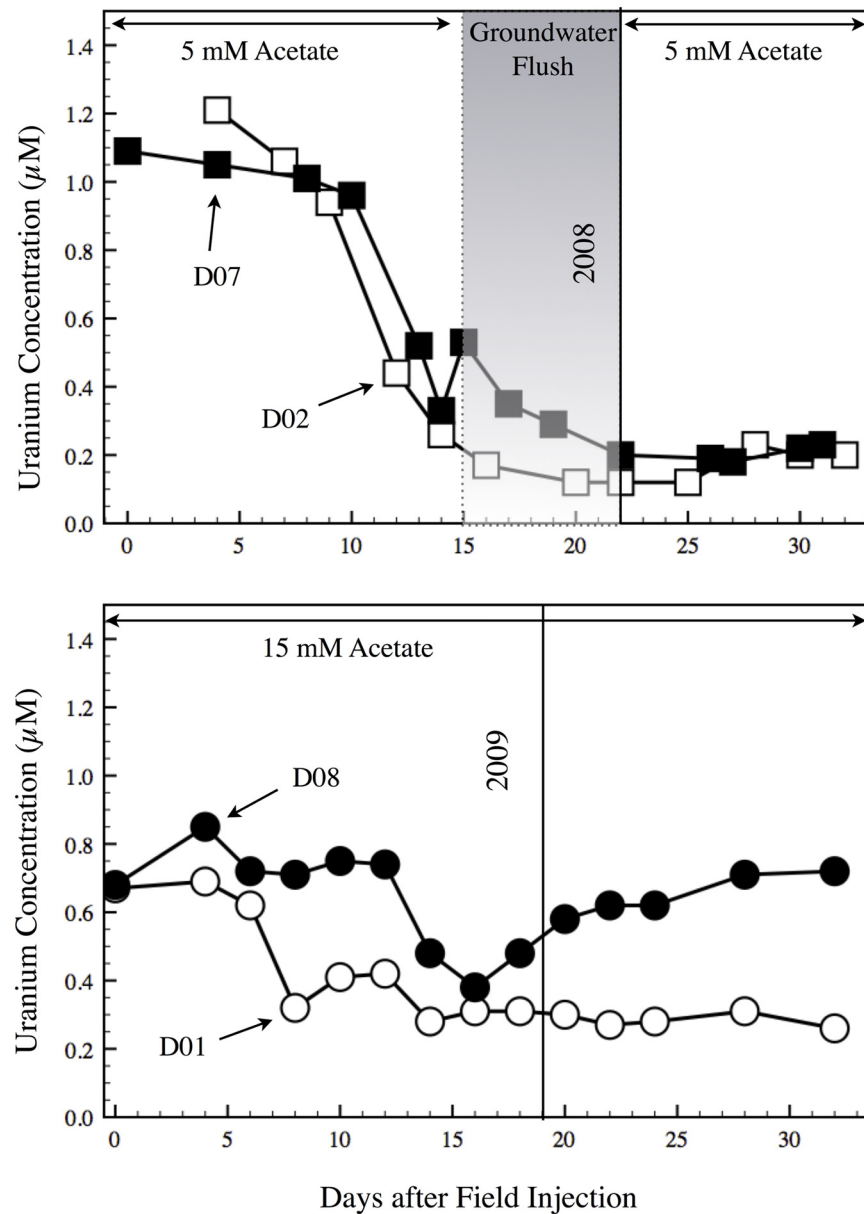 Uranium Concentration (µM)
1.4
1.2
1.0
0.8
0.6
0.4
0.2
0.0
5 mM Acetate
Groundwater
Flush
5 mM Acetate
2008
D07
D02
0
5
10
15
20
25
30
Uranium Concentration (µM)
1.4
1.2
1.0
0.8
0.6
0.4
0.2
0.0
15 mM Acetate
2009
D08
D01
0
5
10
15
20
25
30
Days after Field Injection